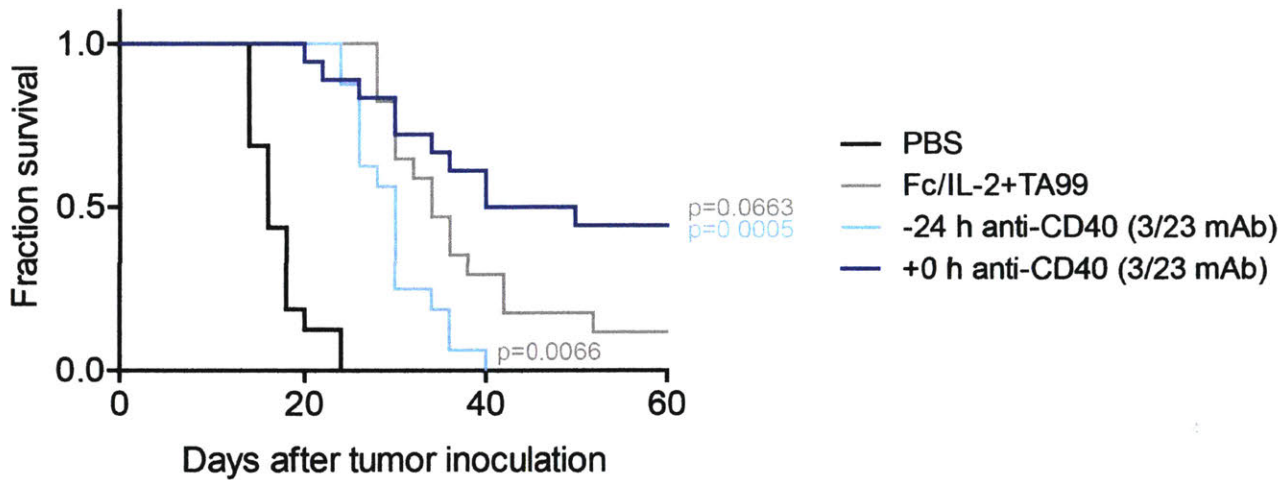 Fraction survival
1.0
0.5
0.0
0
20
40
60
Days after tumor inoculation
p=0.0663
p=0.0005
p=0.0066
PBS
Fc/IL-2+TA99
-24 h anti-CD40 (3/23 mAb)
+0 h anti-CD40 (3/23 mAb)